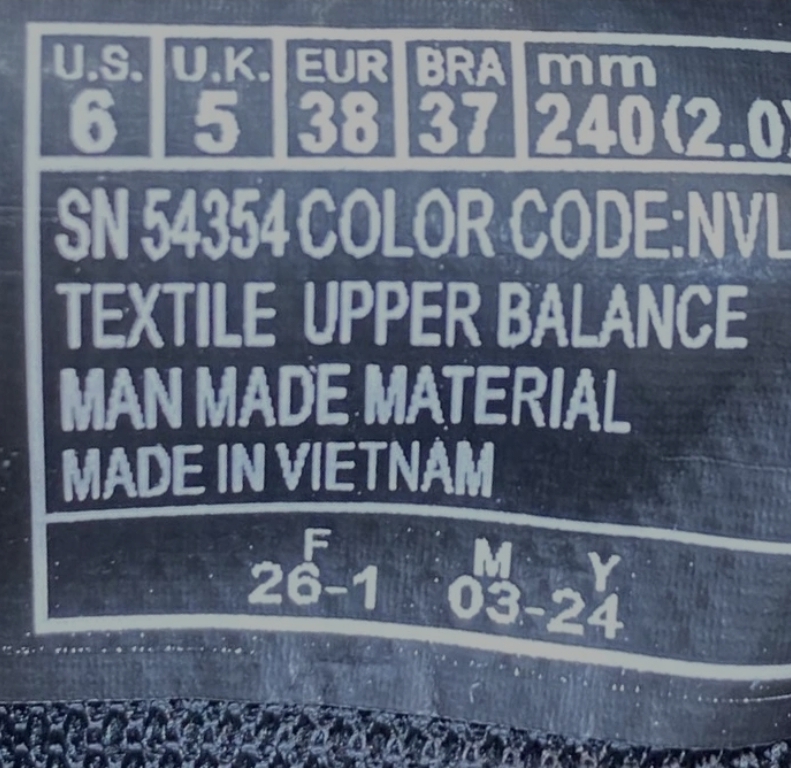 U.S. U.K. EUR BRA mm
6 5 38 37 240(2.0)
SN 54354 COLOR CODE:NVL
TEXTILE UPPER BALANCE
MAN MADE MATERIAL
MADE IN VIETNAM
F M Y
26-1 03-24